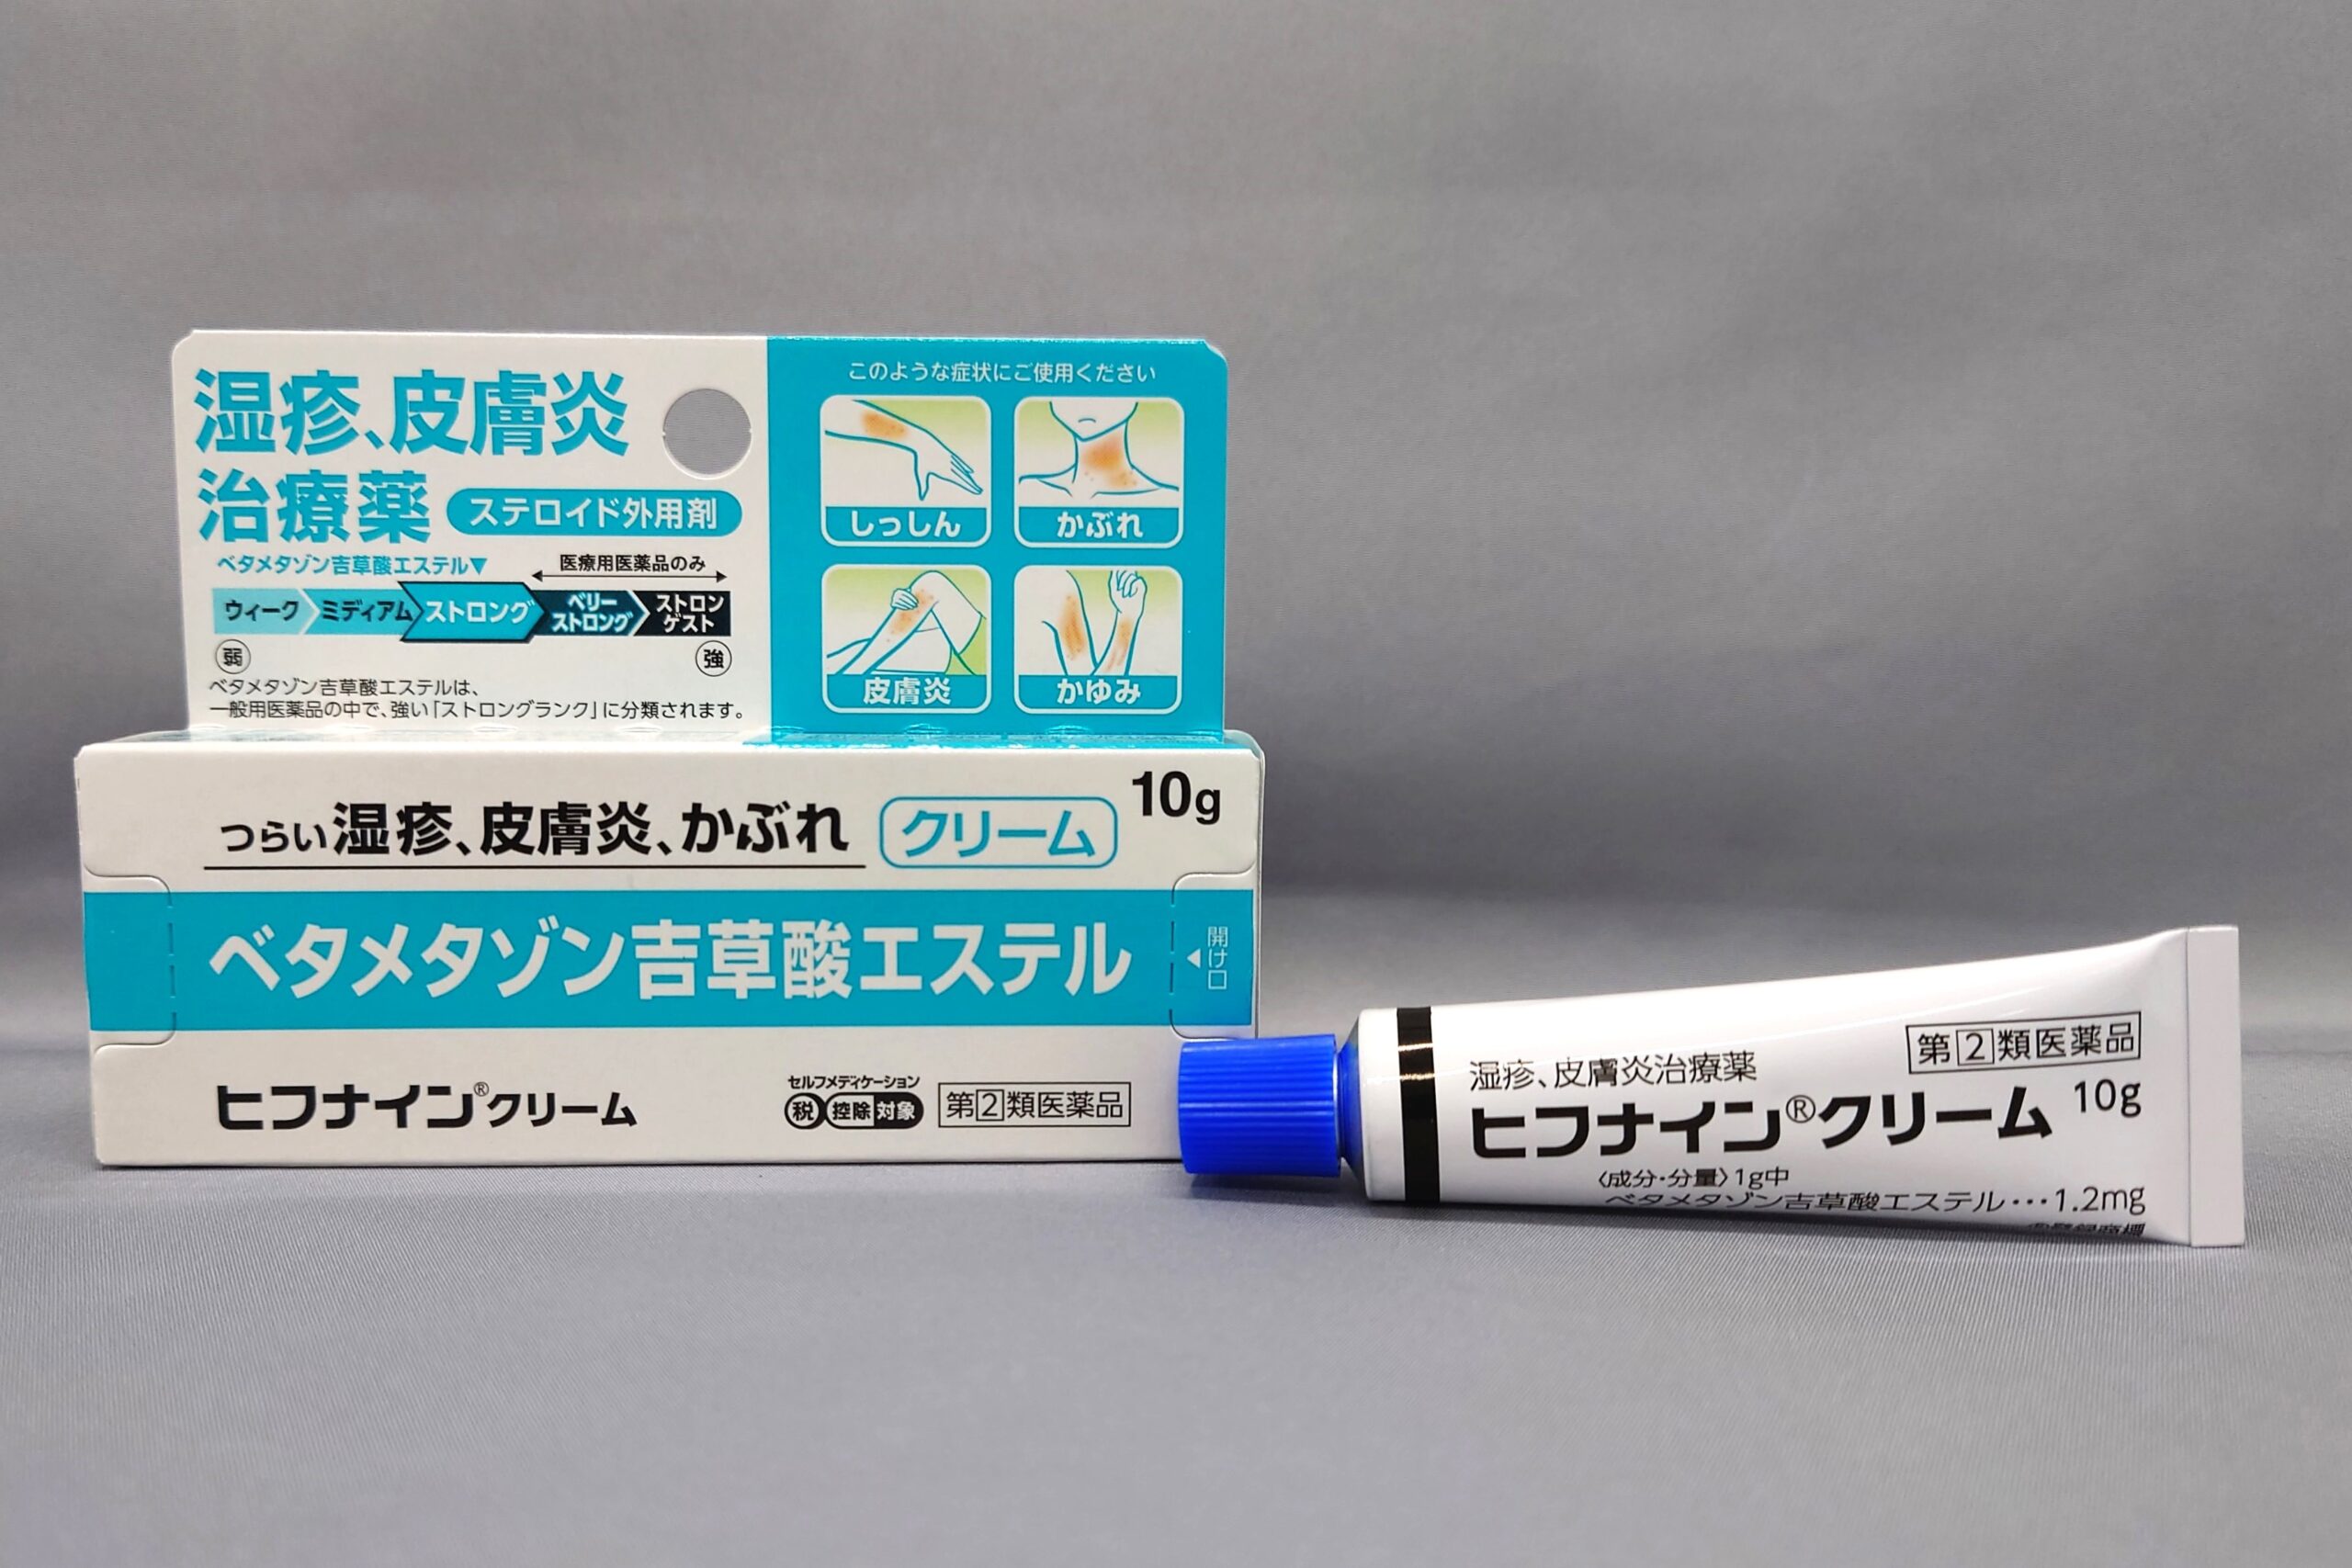 湿疹、皮膚炎
治療薬 ステロイド外用剤
ベタメタゾン吉草酸エステル▼ 医療用医薬品のみ
ウィーク ミディアム ストロング ベリーストロング ストロンゲスト
弱 強
ベタメタゾン吉草酸エステルは、
一般用医薬品の中で、強い「ストロングランク」に分類されます。
このような症状にご使用ください
しっしん かぶれ
皮膚炎 かゆみ
つらい湿疹、皮膚炎、かぶれ クリーム 10g
ベタメタゾン吉草酸エステル
◀開け口
ヒフナイン®クリーム
セルフメディケーション
税 控除 対象 第②類医薬品
第②類医薬品
湿疹、皮膚炎治療薬
ヒフナイン®クリーム 10g
〈成分・分量〉1g中
ベタメタゾン吉草酸エステル…1.2mg